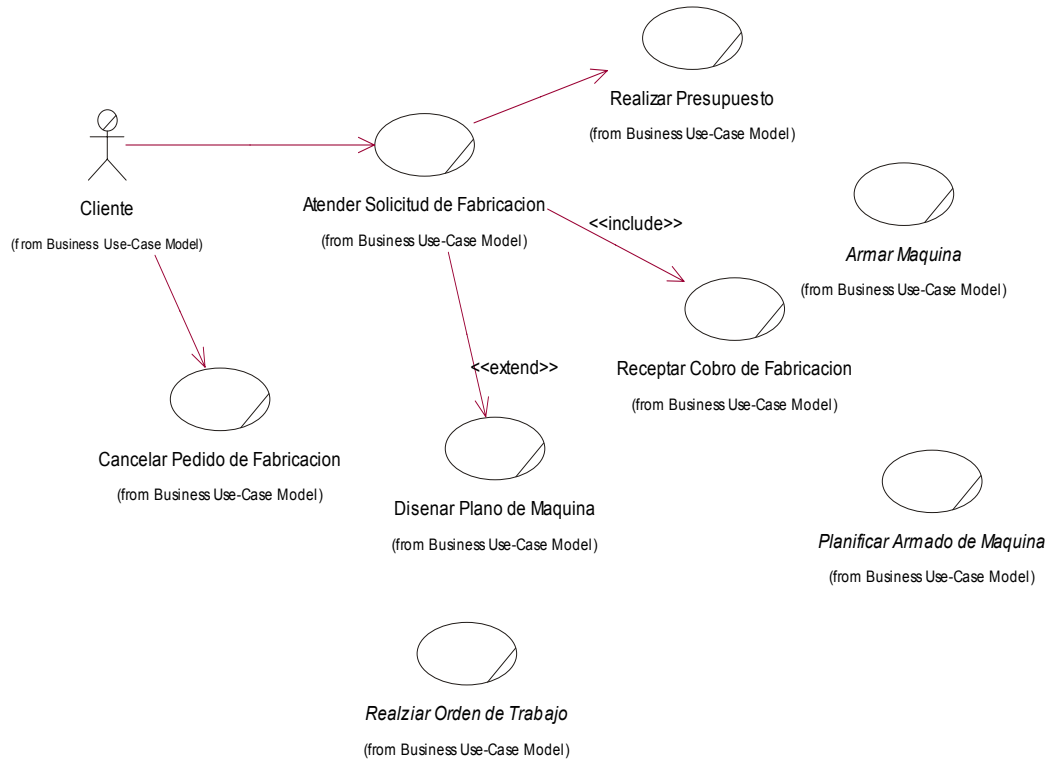 Realizar Presupuesto
(from Business Use-Case Model)
Cliente
(from Business Use-Case Model)
Atender Solicitud de Fabricacion
(from Business Use-Case Model)
<<include>>
Armar Maquina
(from Business Use-Case Model)
Receptar Cobro de Fabricacion
(from Business Use-Case Model)
<<extend>>
Cancelar Pedido de Fabricacion
(from Business Use-Case Model)
Disenar Plano de Maquina
(from Business Use-Case Model)
Planificar Armado de Maquina
(from Business Use-Case Model)
Realziar Orden de Trabajo
(from Business Use-Case Model)